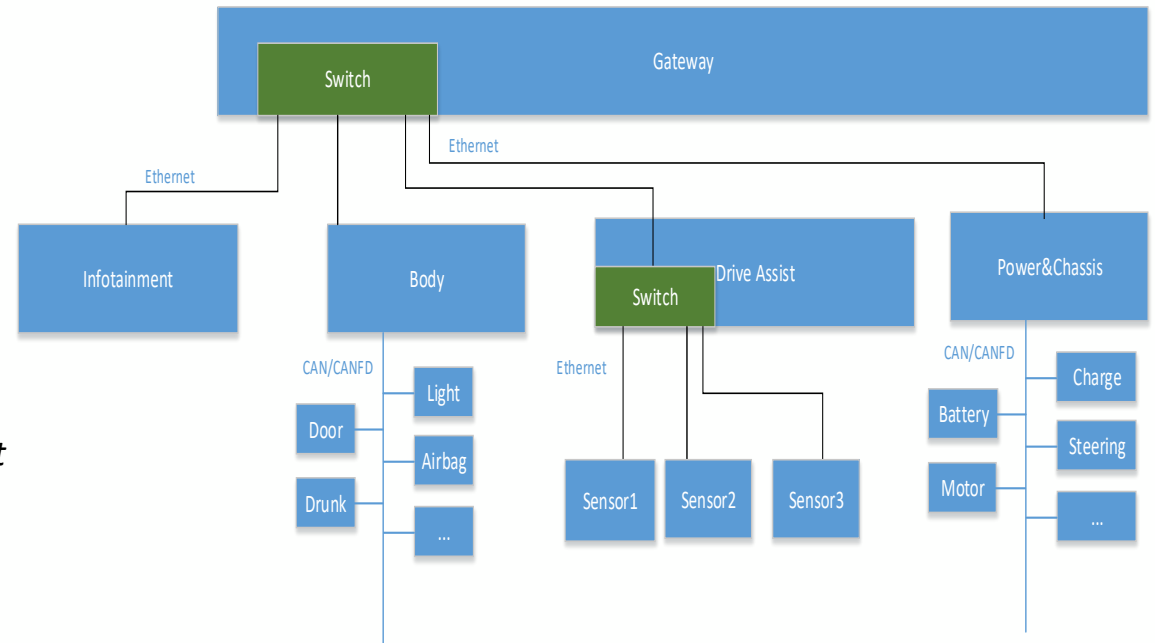 Gateway
Switch
Ethernet
Ethernet
Infotainment
Body
Drive Assist
Switch
Power&Chassis
CAN/CANFD
Ethernet
CAN/CANFD
Light
Door
Airbag
Drunk
...
Sensor1
Sensor2
Sensor3
Charge
Battery
Steering
Motor
...
t